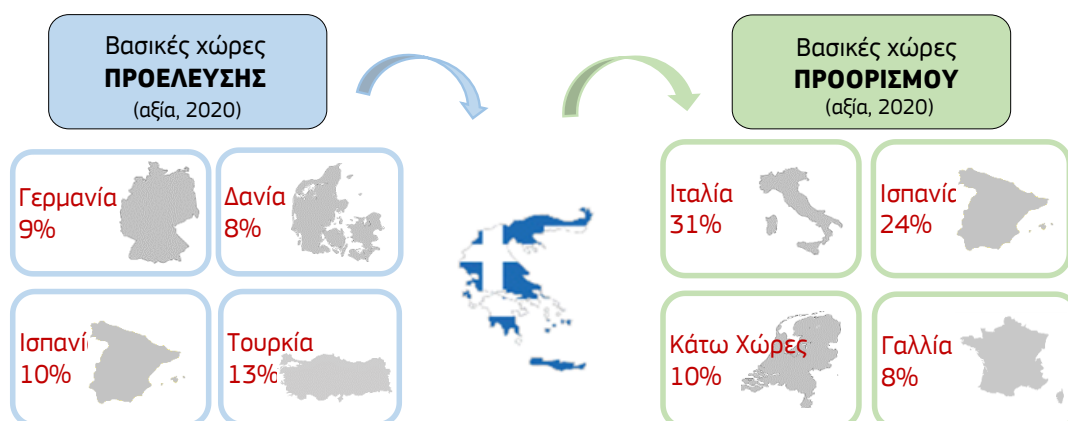 Βασικές χώρες
ΠΡΟΕΛΕΥΣΗΣ
(αξία, 2020)
Βασικές χώρες
ΠΡΟΟΡΙΣΜΟΥ
(αξία, 2020)
Γερμανία
9%
Δανία
8%
Ισπανί
10%
Τουρκία
13%
Ιταλία
31%
Ισπανία
24%
Κάτω Χώρες
10%
Γαλλία
8%